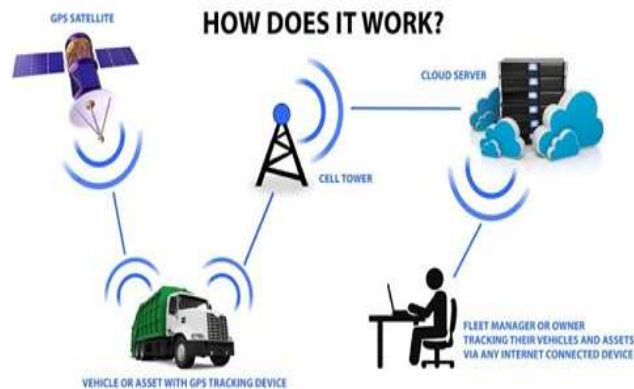 HOW DOES IT WORK?
GPS SATELLITE
CLOUD SERVER
CELL TOWER
VEHICLE OR ASSET WITH GPS TRACKING DEVICE
FLEET MANAGER OR OWNER
TRACKING THEIR VEHICLES AND ASSETS
VIA ANY INTERNET CONNECTED DEVICE